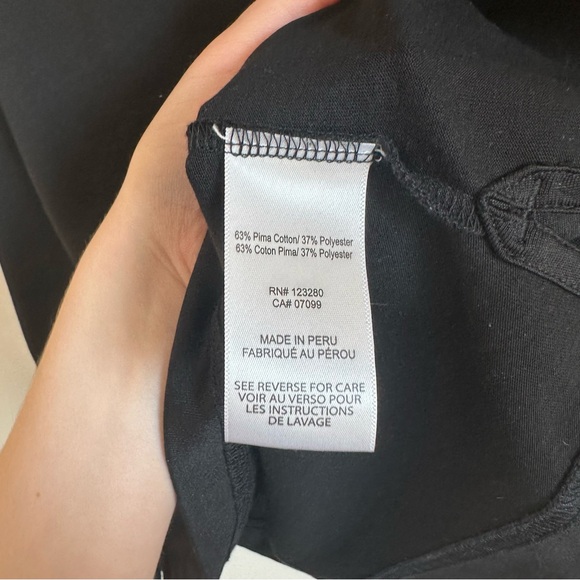 63% Pima Cotton/ 37% Polyester
63% Coton Pima/ 37% Polyester
RN# 123280
CA# 07099
MADE IN PERU
FABRIQUÉ AU PÉROU
SEE REVERSE FOR CARE
VOIR AU VERSO POUR
LES INSTRUCTIONS
DE LAVAGE